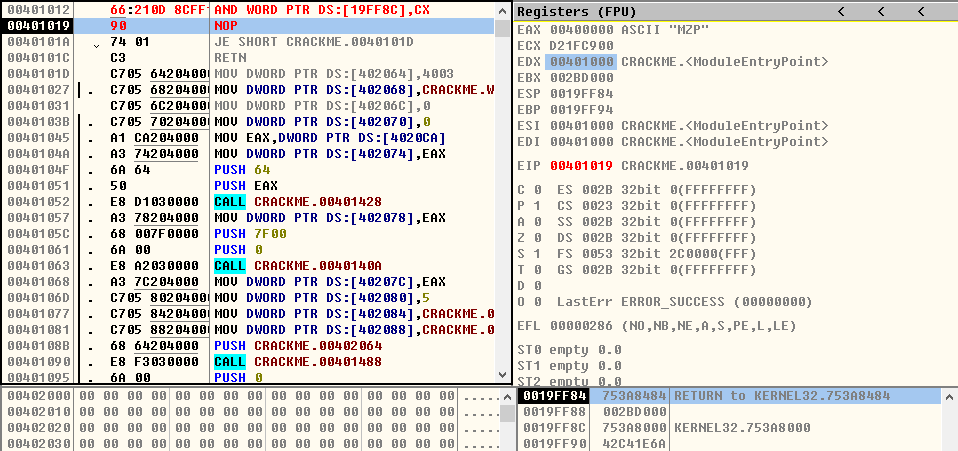 00401012 66:210D 8CFF AND WORD PTR DS:[19FF8C],CX
00401019 90 NOP
0040101A 74 01 JE SHORT CRACKME.0040101D
0040101C C3 RETN
0040101D C705 64204000 MOV DWORD PTR DS:[402064],4003
00401027 . C705 68204000 MOV DWORD PTR DS:[402068],CRACKME.W
00401031 C705 6C204000 MOV DWORD PTR DS:[40206C],0
0040103B . C705 70204000 MOV DWORD PTR DS:[402070],0
00401045 . A1 CA204000 MOV EAX,DWORD PTR DS:[4020CA]
0040104A . A3 74204000 MOV DWORD PTR DS:[402074],EAX
0040104F . 6A 64 PUSH 64
00401051 . 50 PUSH EAX
00401052 . E8 D1030000 CALL CRACKME.00401428
00401057 . A3 78204000 MOV DWORD PTR DS:[402078],EAX
0040105C . 68 007F0000 PUSH 7F00
00401061 . 6A 00 PUSH 0
00401063 . E8 A2030000 CALL CRACKME.0040140A
00401068 . A3 7C204000 MOV DWORD PTR DS:[40207C],EAX
0040106D . C705 80204000 MOV DWORD PTR DS:[402080],5
00401077 . C705 84204000 MOV DWORD PTR DS:[402084],CRACKME.0
00401081 . C705 88204000 MOV DWORD PTR DS:[402088],CRACKME.0
0040108B . 68 64204000 PUSH CRACKME.00402064
00401090 . E8 F3030000 CALL CRACKME.00401488
00401095 . 6A 00 PUSH 0
Registers (FPU) < < <
EAX 00400000 ASCII "MZP"
ECX D21FC900
EDX 00401000 CRACKME.<ModuleEntryPoint>
EBX 002BD000
ESP 0019FF84
EBP 0019FF94
ESI 00401000 CRACKME.<ModuleEntryPoint>
EDI 00401000 CRACKME.<ModuleEntryPoint>
EIP 00401019 CRACKME.00401019
C 0 ES 002B 32bit 0(FFFFFFFF)
P 1 CS 0023 32bit 0(FFFFFFFF)
A 0 SS 002B 32bit 0(FFFFFFFF)
Z 0 DS 002B 32bit 0(FFFFFFFF)
S 1 FS 0053 32bit 2C0000(FFF)
T 0 GS 002B 32bit 0(FFFFFFFF)
D 0
O 0 LastErr ERROR_SUCCESS (00000000)
EFL 00000286 (NO,NB,NE,A,S,PE,L,LE)
ST0 empty 0.0
ST1 empty 0.0
ST2 empty 0.0
00402000 00 00 00 00 00 00 00 00 00 00 00 00 00 00 00 00 .....
00402010 00 00 00 00 00 00 00 00 00 00 00 00 00 00 00 00 .....
00402020 00 00 00 00 00 00 00 00 00 00 00 00 00 00 00 00 .....
00402030 00 00 00 00 00 00 00 00 00 00 00 00 00 00 00 00 .....
0019FF84 753A8484 RETURN to KERNEL32.753A8484
0019FF88 002BD000
0019FF8C 753A8000 KERNEL32.753A8000
0019FF90 42C41E6A